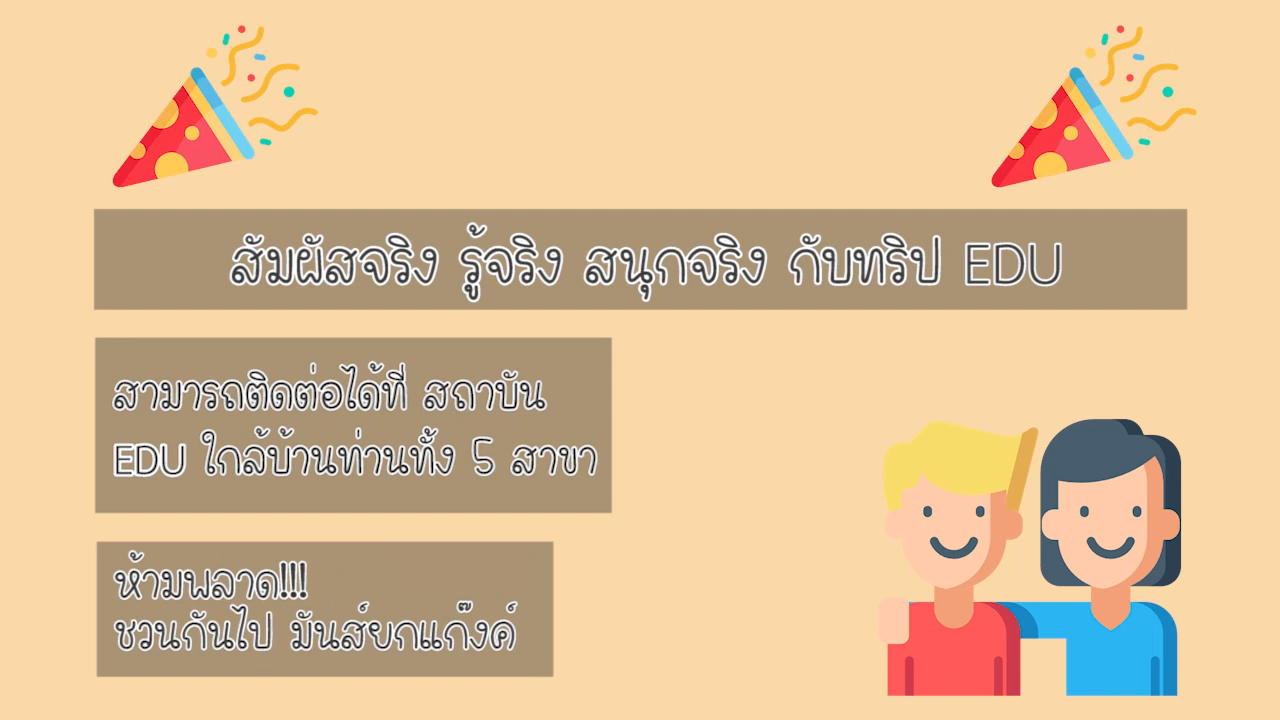 สัมผัสจริง รู้จริง สนุกจริง กับทริป EDU
สามารถติดต่อได้ที่ สถาบัน
EDU ใกล้บ้านท่านทั้ง 5 สาขา
ห้ามพลาด!!!
ชวนกันไป มันส์ยกแก๊งค์